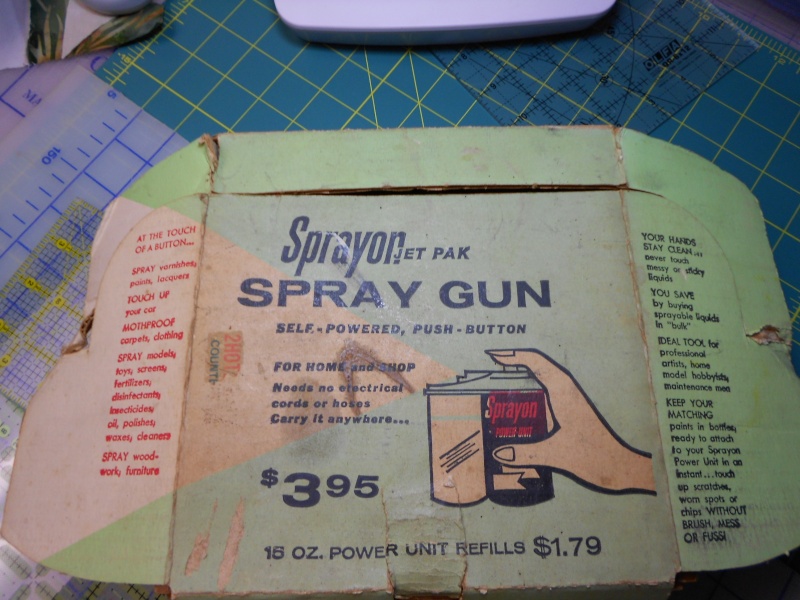 AT THE TOUCH
OF A BUTTON...
SPRAY varnishes,
paints, lacquers
TOUCH UP
your car
MOTHPROOF
carpets, clothing
SPRAY models,
toys, screens,
fertilizers,
disinfectants,
insecticides,
oil, polishes,
waxes, cleaners
SPRAY wood-
work, furniture
Sprayon JET PAK
SPRAY GUN
SELF-POWERED, PUSH-BUTTON
FOR HOME and SHOP
Needs no electrical
cords or hoses
Carry it anywhere...
Sprayon
POWER UNIT
$3.95
15 OZ. POWER UNIT REFILLS $1.79
YOUR HANDS
STAY CLEAN...
never touch
messy or sticky
liquids
YOU SAVE
by buying
sprayable liquids
in "bulk"
IDEAL TOOL for
professional
artists, home
model hobbyists,
maintenance men
KEEP YOUR
MATCHING
paints in bottles,
ready to attach
to your Sprayon
Power Unit in an
instant...touch
up scratches,
worn spots or
chips WITHOUT
BRUSH, MESS
OR FUSS!
150